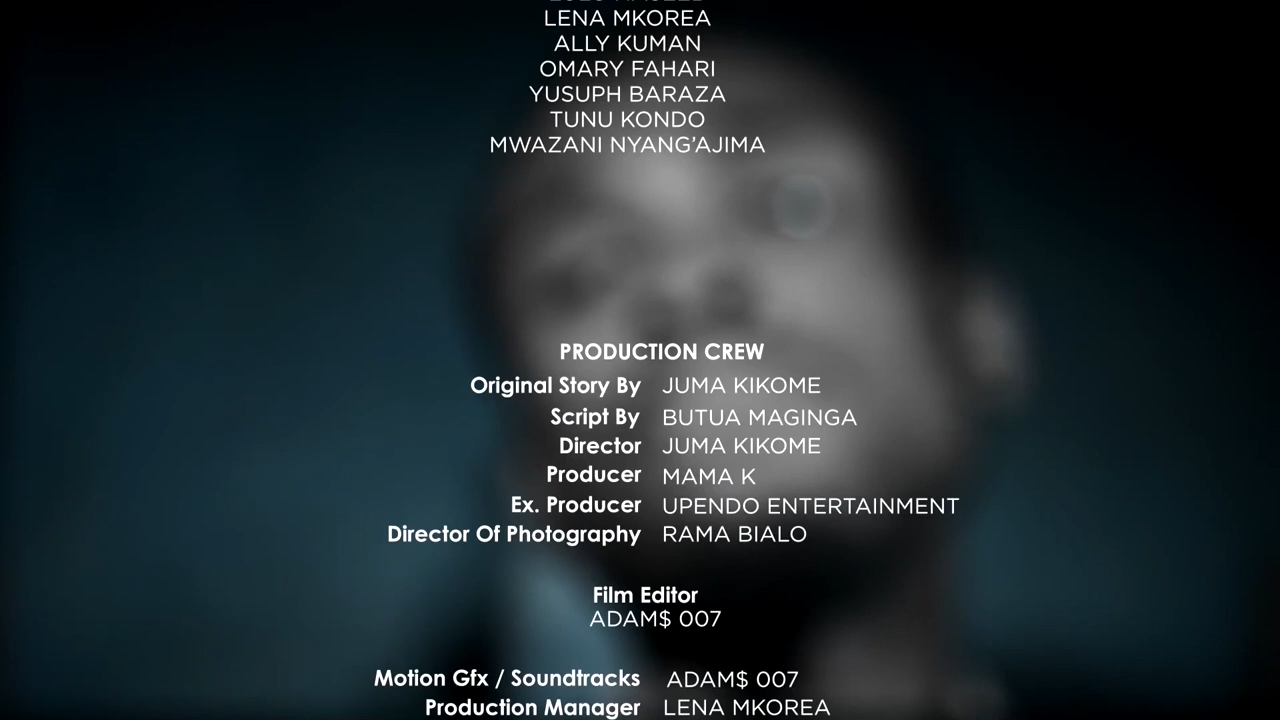 LENA MKOREA
ALLY KUMAN
OMARY FAHARI
YUSUPH BARAZA
TUNU KONDO
MWAZANI NYANG'AJIMA
PRODUCTION CREW
Original Story By JUMA KIKOME
Script By BUTUA MAGINGA
Director JUMA KIKOME
Producer MAMA K
Ex. Producer UPENDO ENTERTAINMENT
Director Of Photography RAMA BIALO
Film Editor
ADAM$ 007
Motion Gfx / Soundtracks ADAM$ 007
Production Manager LENA MKOREA